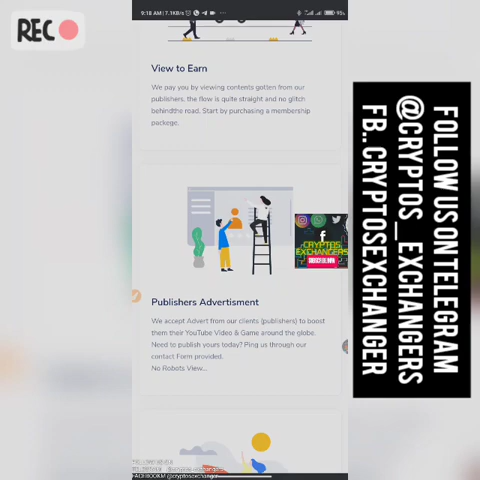 REC
9:18 AM | 7.1KB/s
95%
View to Earn
We pay you by viewing contents gotten from our
publishers, the flow is quite straight and no glitch
behindthe road. Start by purchasing a membership
package.
CRYPTOS
EXCHANGERS
Publishers Advertisment
We accept Advert from our clients (publishers) to boost
them their YouTube Video & Game around the globe.
Need to publish yours today? Ping us through our
contact Form provided.
No Robots View...
FOLLOW US ON TELEGRAM
@CRYPTOS_EXCHANGERS
FB.. CRYPTOSEXCHANGER